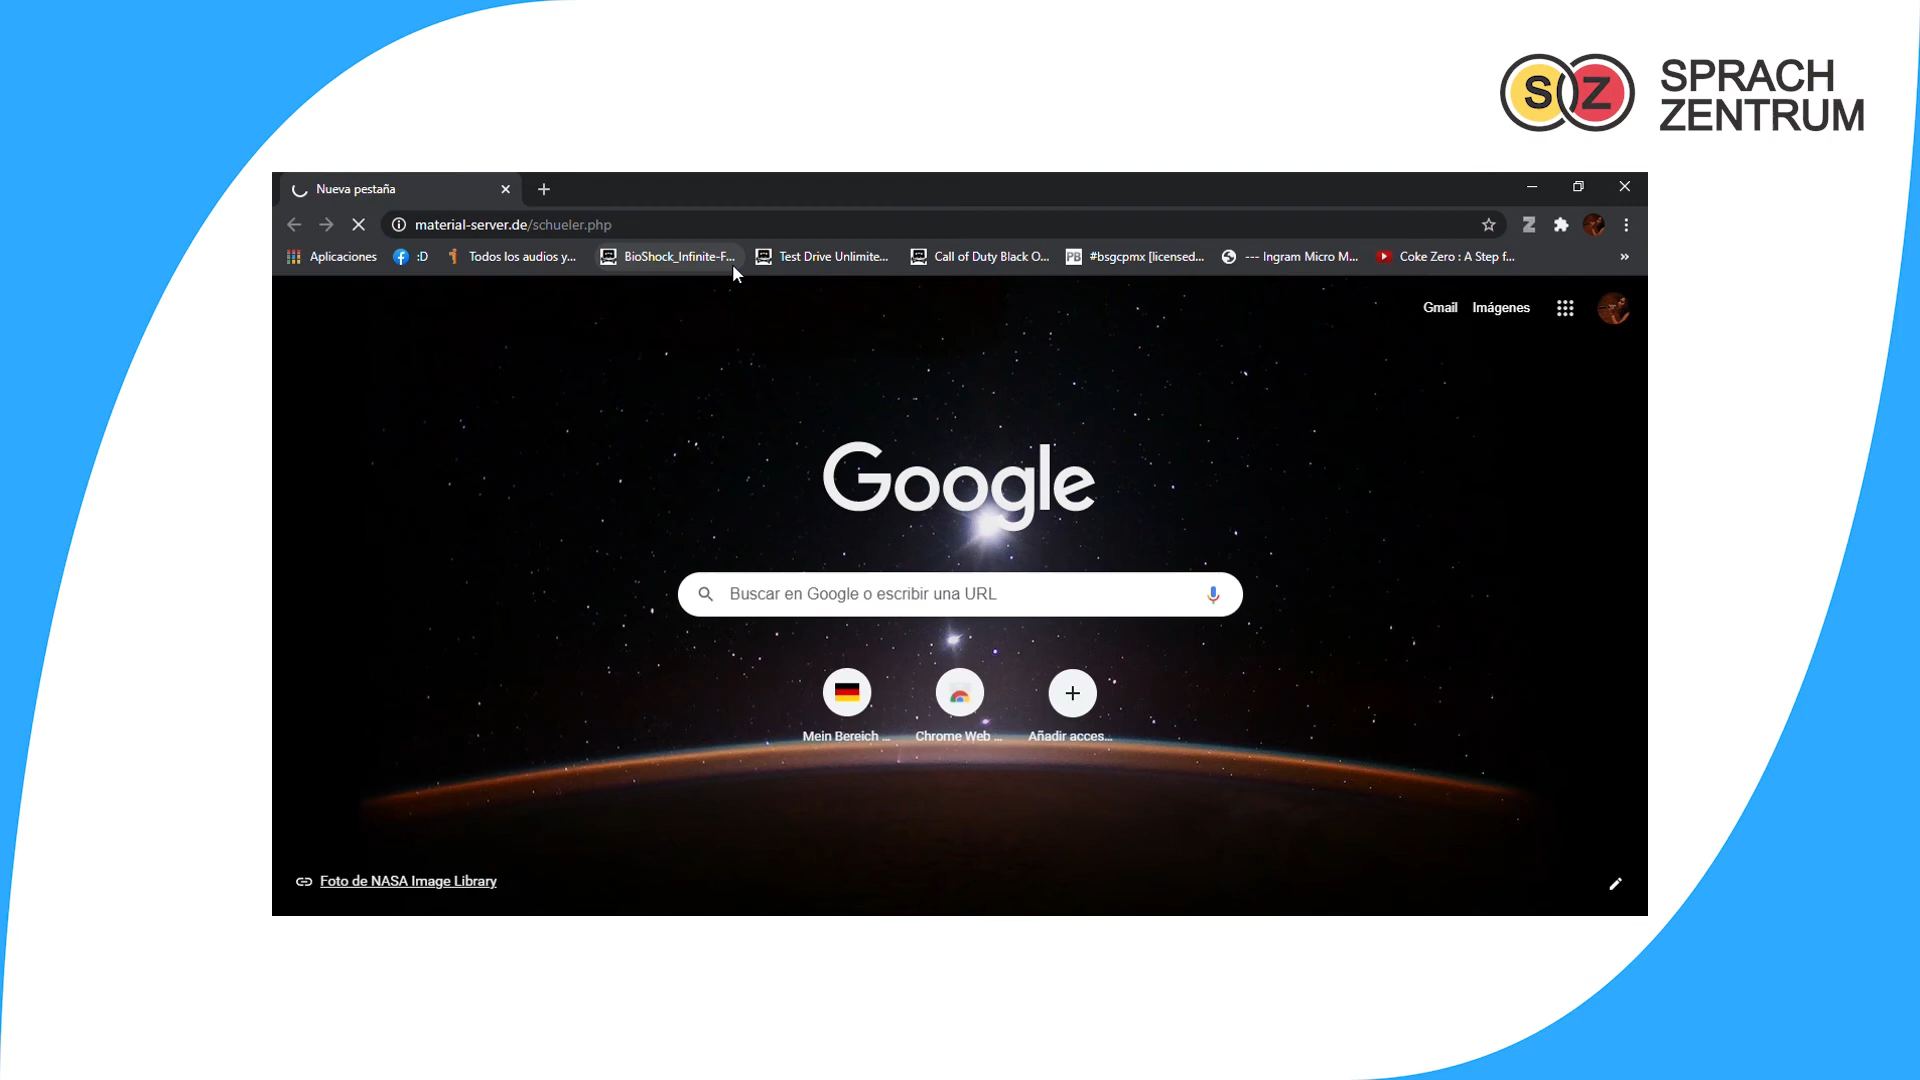 S Z SPRACH
ZENTRUM
Nueva pestaña
material-server.de/schueler.php
Aplicaciones :D Todos los audios y... BioShock_Infinite-F... Test Drive Unlimite... Call of Duty Black O... PB #bsgcpmx [licensed... --- Ingram Micro M... Coke Zero : A Step f... »
Gmail Imágenes
Google
Buscar en Google o escribir una URL
Mein Bereich ... Chrome Web ... Añadir acces...
Foto de NASA Image Library